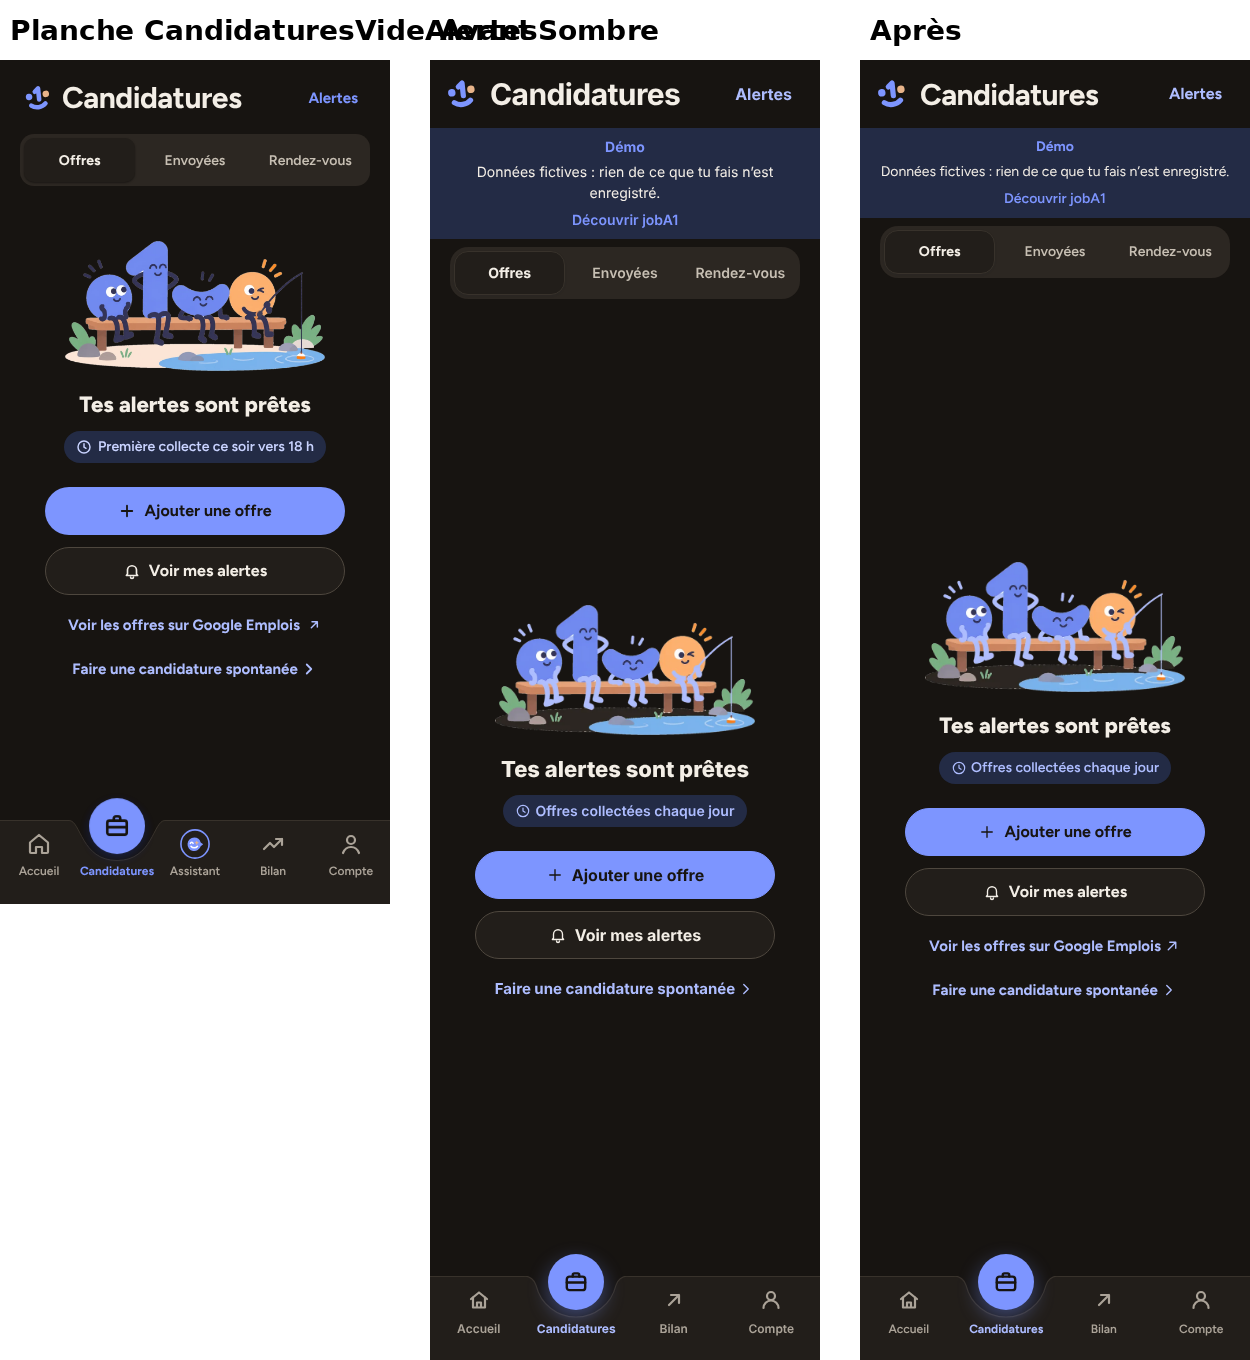 Planche CandidaturesVideAlertesSombre
Avant
Après
Candidatures
Alertes
Offres
Envoyées
Rendez-vous
Tes alertes sont prêtes
Première collecte ce soir vers 18 h
Ajouter une offre
Voir mes alertes
Voir les offres sur Google Emplois
Faire une candidature spontanée
Accueil
Candidatures
Assistant
Bilan
Compte
Candidatures
Alertes
Démo
Données fictives : rien de ce que tu fais n’est
enregistré.
Découvrir jobA1
Offres
Envoyées
Rendez-vous
Tes alertes sont prêtes
Offres collectées chaque jour
Ajouter une offre
Voir mes alertes
Faire une candidature spontanée
Accueil
Candidatures
Bilan
Compte
Candidatures
Alertes
Démo
Données fictives : rien de ce que tu fais n’est enregistré.
Découvrir jobA1
Offres
Envoyées
Rendez-vous
Tes alertes sont prêtes
Offres collectées chaque jour
Ajouter une offre
Voir mes alertes
Voir les offres sur Google Emplois
Faire une candidature spontanée
Accueil
Candidatures
Bilan
Compte